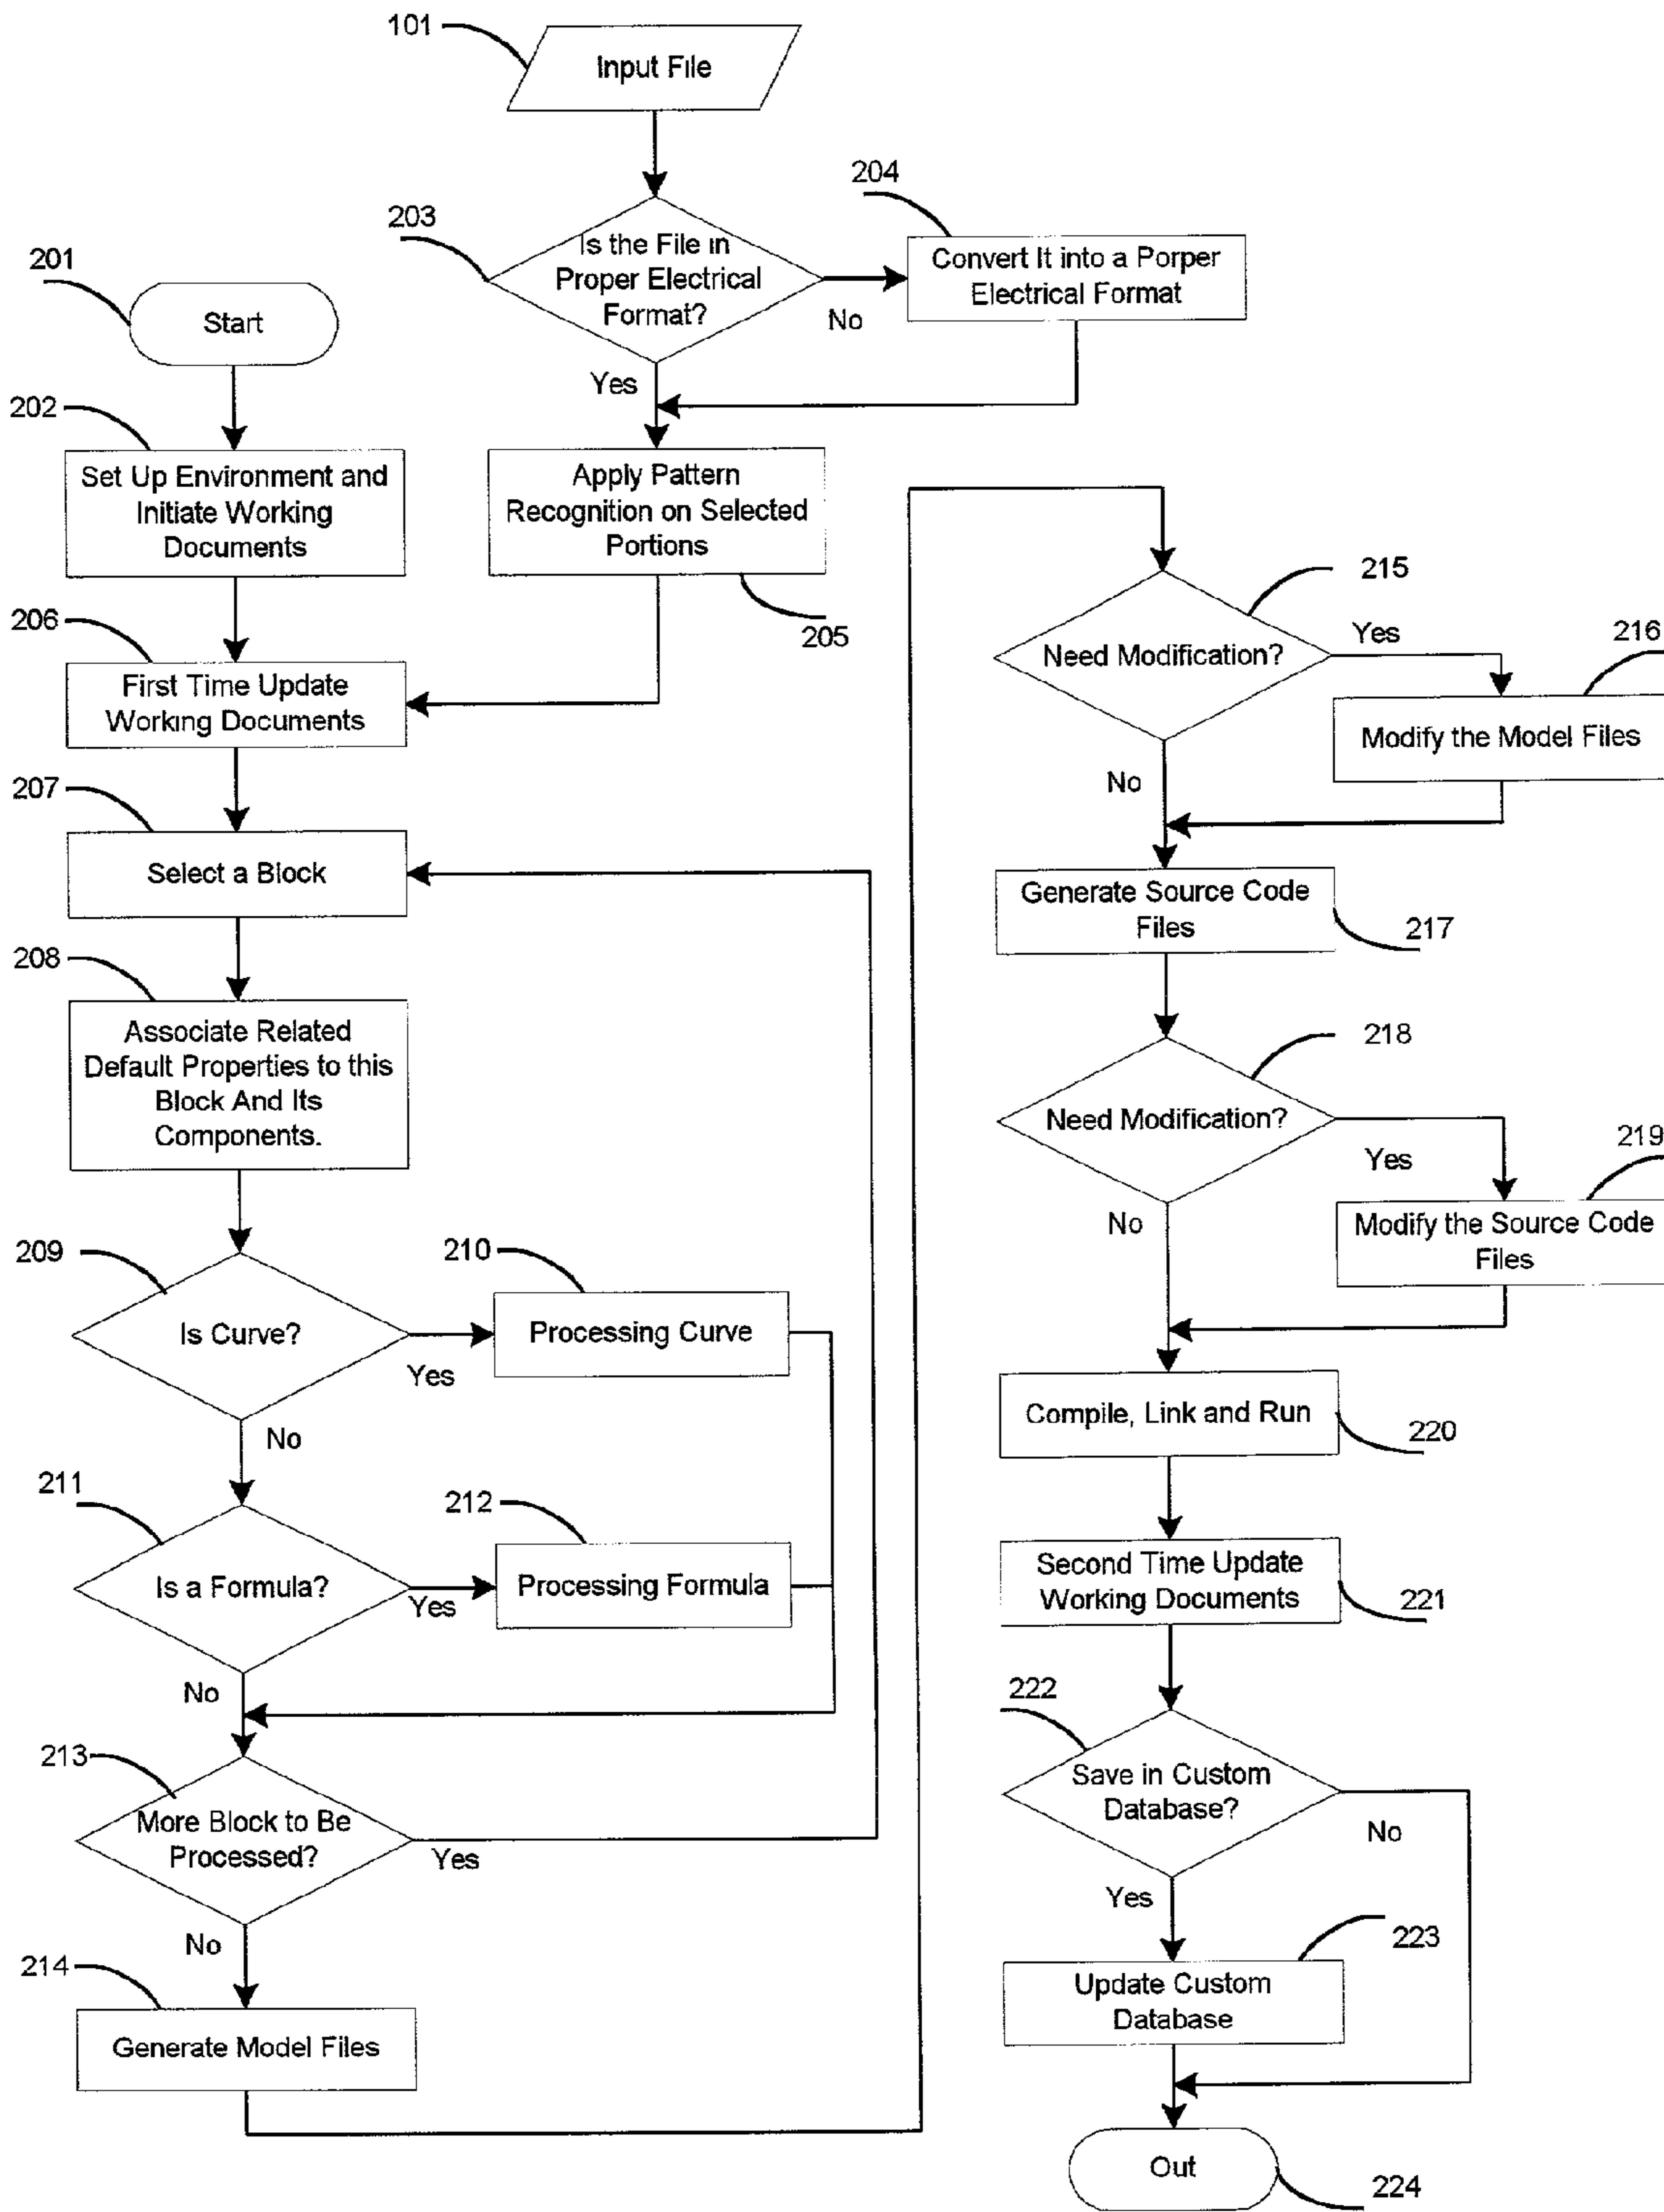 101
Input File
203
Is the File in
Proper Electrical
Format?
No
Yes
204
Convert It into a Porper
Electrical Format
Apply Pattern
Recognition on Selected
Portions
205
201
Start
202
Set Up Environment and
Initiate Working
Documents
206
First Time Update
Working Documents
207
Select a Block
208
Associate Related
Default Properties to this
Block And Its
Components.
209
Is Curve?
Yes
No
210
Processing Curve
211
Is a Formula?
Yes
No
212
Processing Formula
213
More Block to Be
Processed?
Yes
No
214
Generate Model Files
215
Need Modification?
Yes
No
216
Modify the Model Files
Generate Source Code
Files
217
218
Need Modification?
Yes
No
219
Modify the Source Code
Files
Compile, Link and Run
220
Second Time Update
Working Documents
221
222
Save in Custom
Database?
No
Yes
223
Update Custom
Database
Out
224